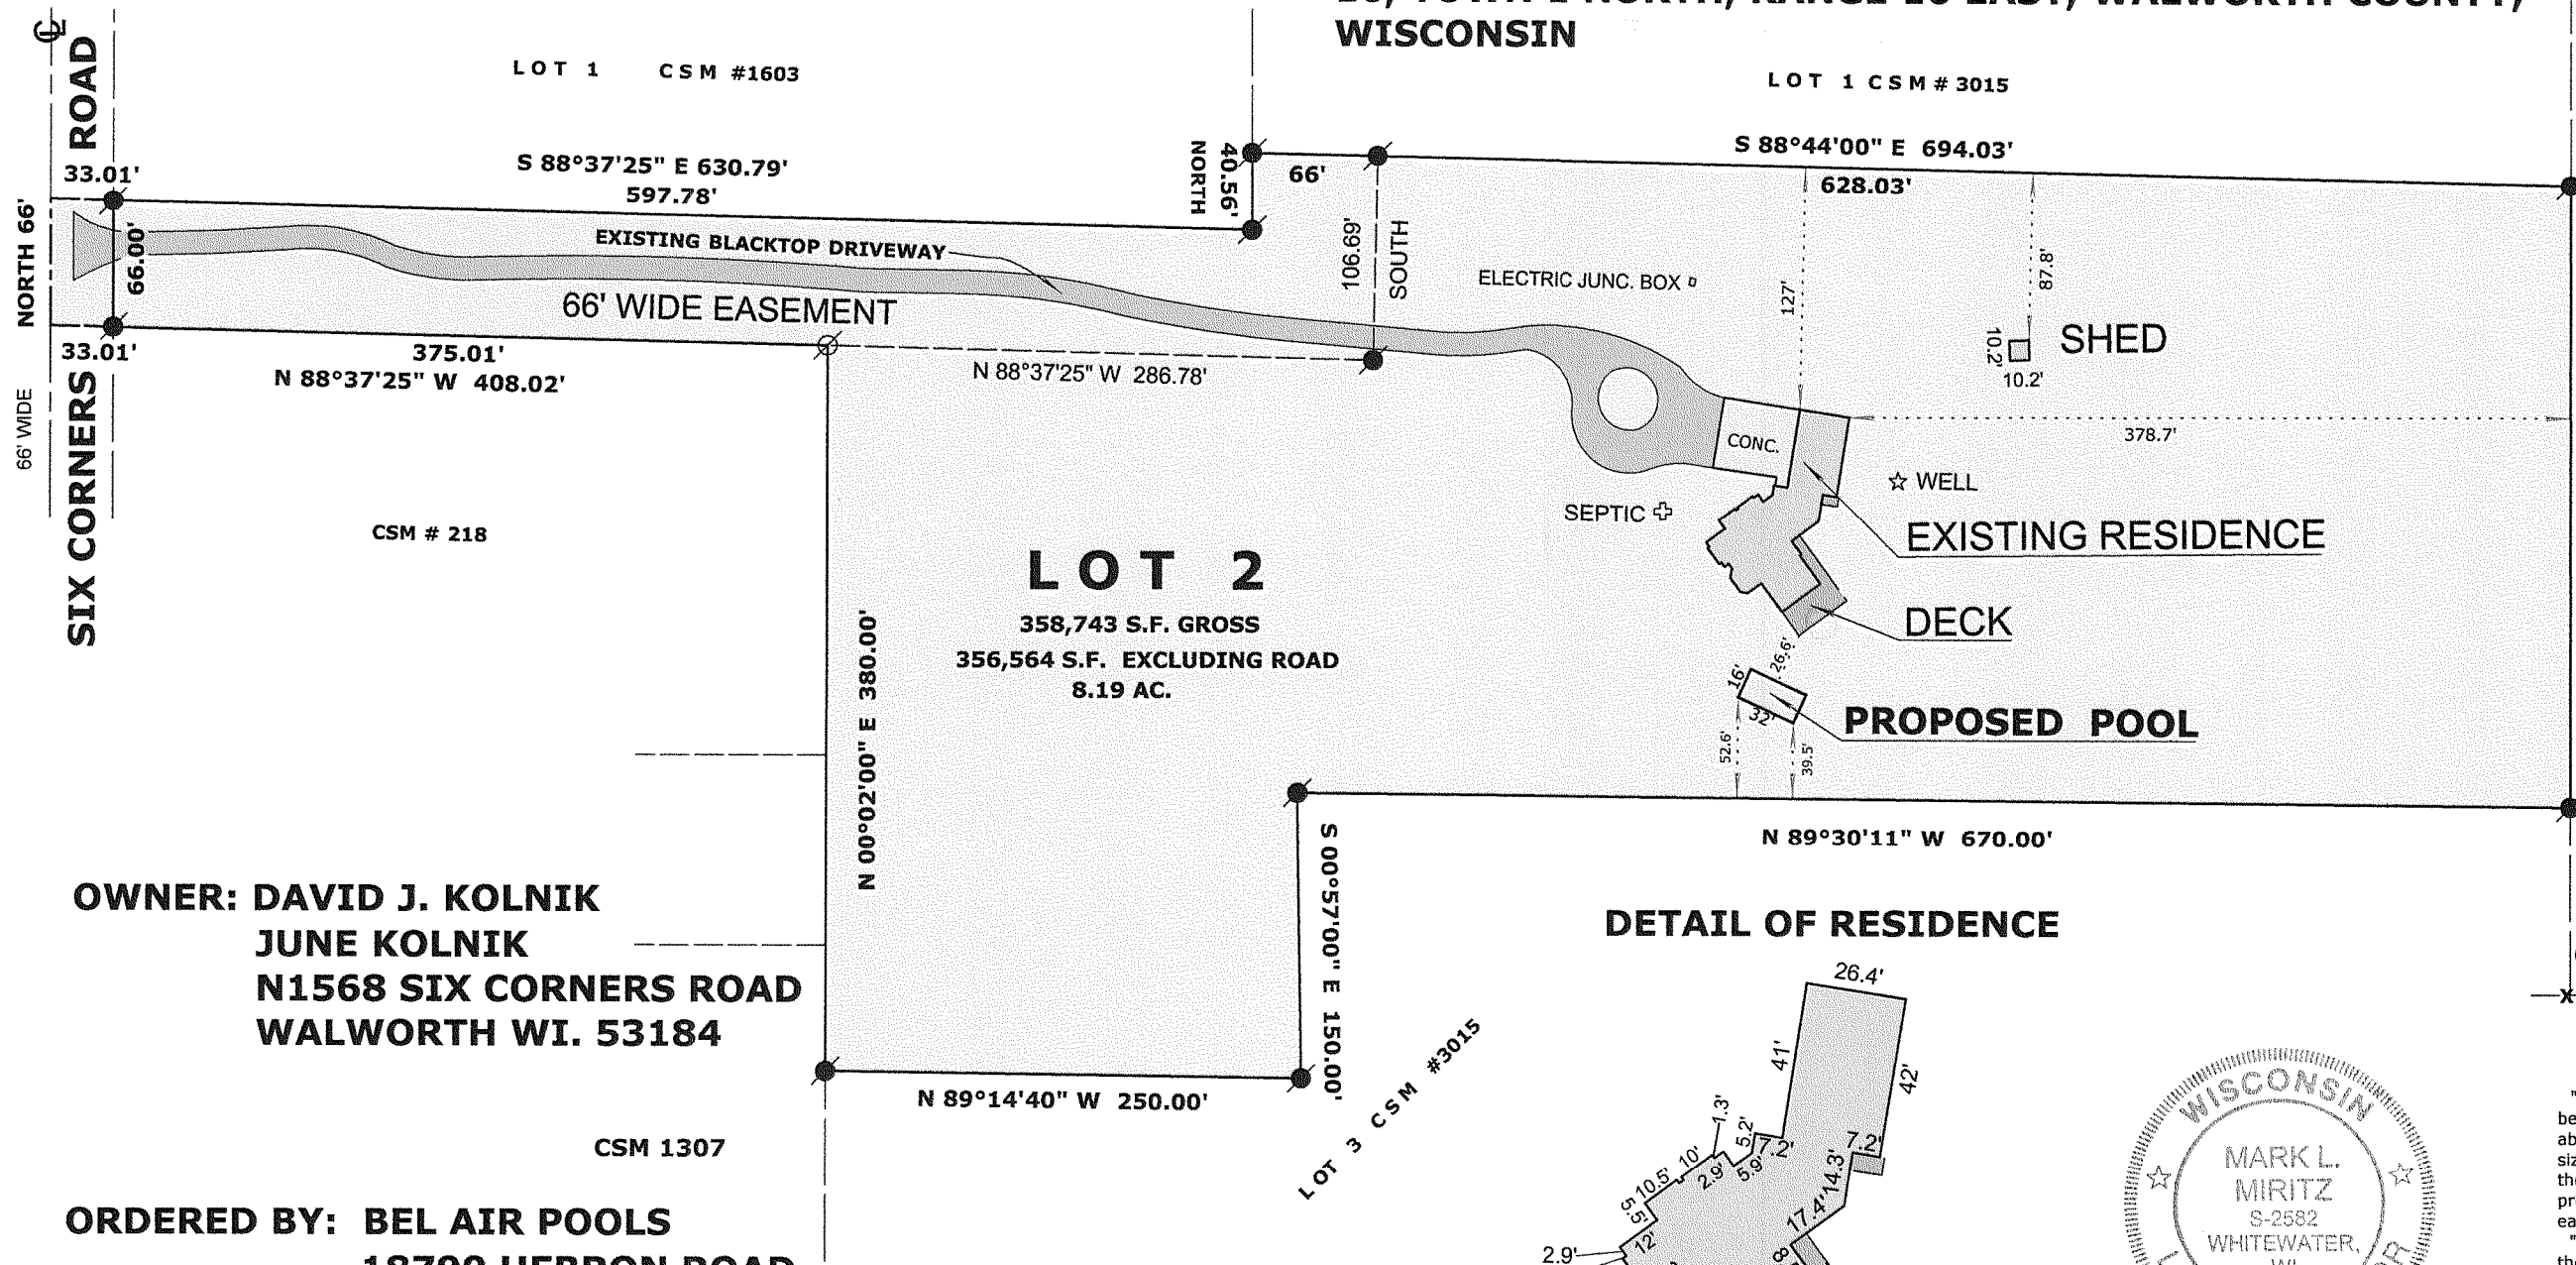 WISCONSIN
LOT 1 CSM #1603
LOT 1 CSM # 3015
℄
ROAD
SIX CORNERS
NORTH 66'
66' WIDE
33.01'
S 88°37'25" E 630.79'
597.78'
NORTH
40.56'
66'
S 88°44'00" E 694.03'
628.03'
66.00'
EXISTING BLACKTOP DRIVEWAY
66' WIDE EASEMENT
106.69'
SOUTH
ELECTRIC JUNC. BOX
127'
87.8'
10.2'
10.2'
SHED
33.01'
375.01'
N 88°37'25" W 408.02'
N 88°37'25" W 286.78'
CONC.
378.7'
WELL
SEPTIC
EXISTING RESIDENCE
DECK
CSM # 218
LOT 2
358,743 S.F. GROSS
356,564 S.F. EXCLUDING ROAD
8.19 AC.
N 00°02'00" E 380.00'
26.6'
16'
32'
PROPOSED POOL
52.6'
39.5'
N 89°30'11" W 670.00'
S 00°57'00" E 150.00'
N 89°14'40" W 250.00'
OWNER: DAVID J. KOLNIK
JUNE KOLNIK
N1568 SIX CORNERS ROAD
WALWORTH WI. 53184
CSM 1307
LOT 3 CSM #3015
ORDERED BY: BEL AIR POOLS
DETAIL OF RESIDENCE
26.4'
41'
42'
1.3'
5.2'
7.2'
7.2'
10'
2.9'
5.9'
14.3'
10.5'
5.5'
17.4'
12'
2.9'
8
X
WISCONSIN
MARK L.
MIRITZ
S-2582
WHITEWATER,